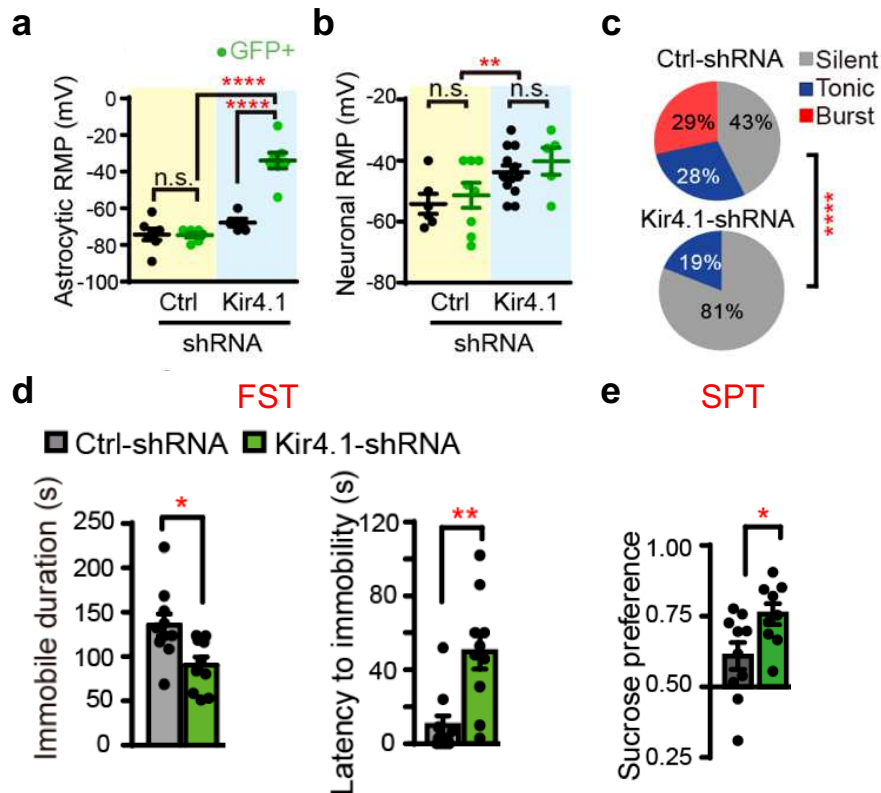 a
GFP+
****
****
n.s.
Astrocytic RMP (mV)
0
-20
-40
-60
-80
-100
Ctrl
Kir4.1
shRNA
b
**
n.s.
n.s.
Neuronal RMP (mV)
-20
-40
-60
-80
Ctrl
Kir4.1
shRNA
c
Ctrl-shRNA
Silent
Tonic
Burst
29%
43%
28%
****
Kir4.1-shRNA
19%
81%
d
FST
Ctrl-shRNA
Kir4.1-shRNA
*
Immobile duration (s)
250
200
150
100
50
0
**
Latency to immobility (s)
120
80
40
0
e
SPT
*
Sucrose preference
1.00
0.75
0.50
0.25